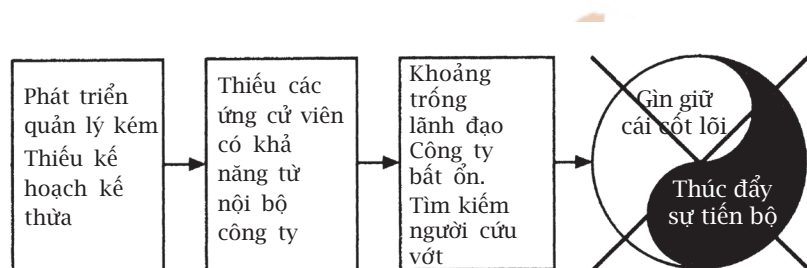 Phát triển
quản lý kém
Thiếu kế
hoạch kế
thừa
Thiếu các
ứng cử viên
có khả
năng từ
nội bộ
công ty
Khoảng
trống
lãnh đạo
Công ty
bất ổn.
Tìm kiếm
người cứu
vớt
Gìn giữ
cái cốt lõi
Thúc đẩy
sự tiến bộ